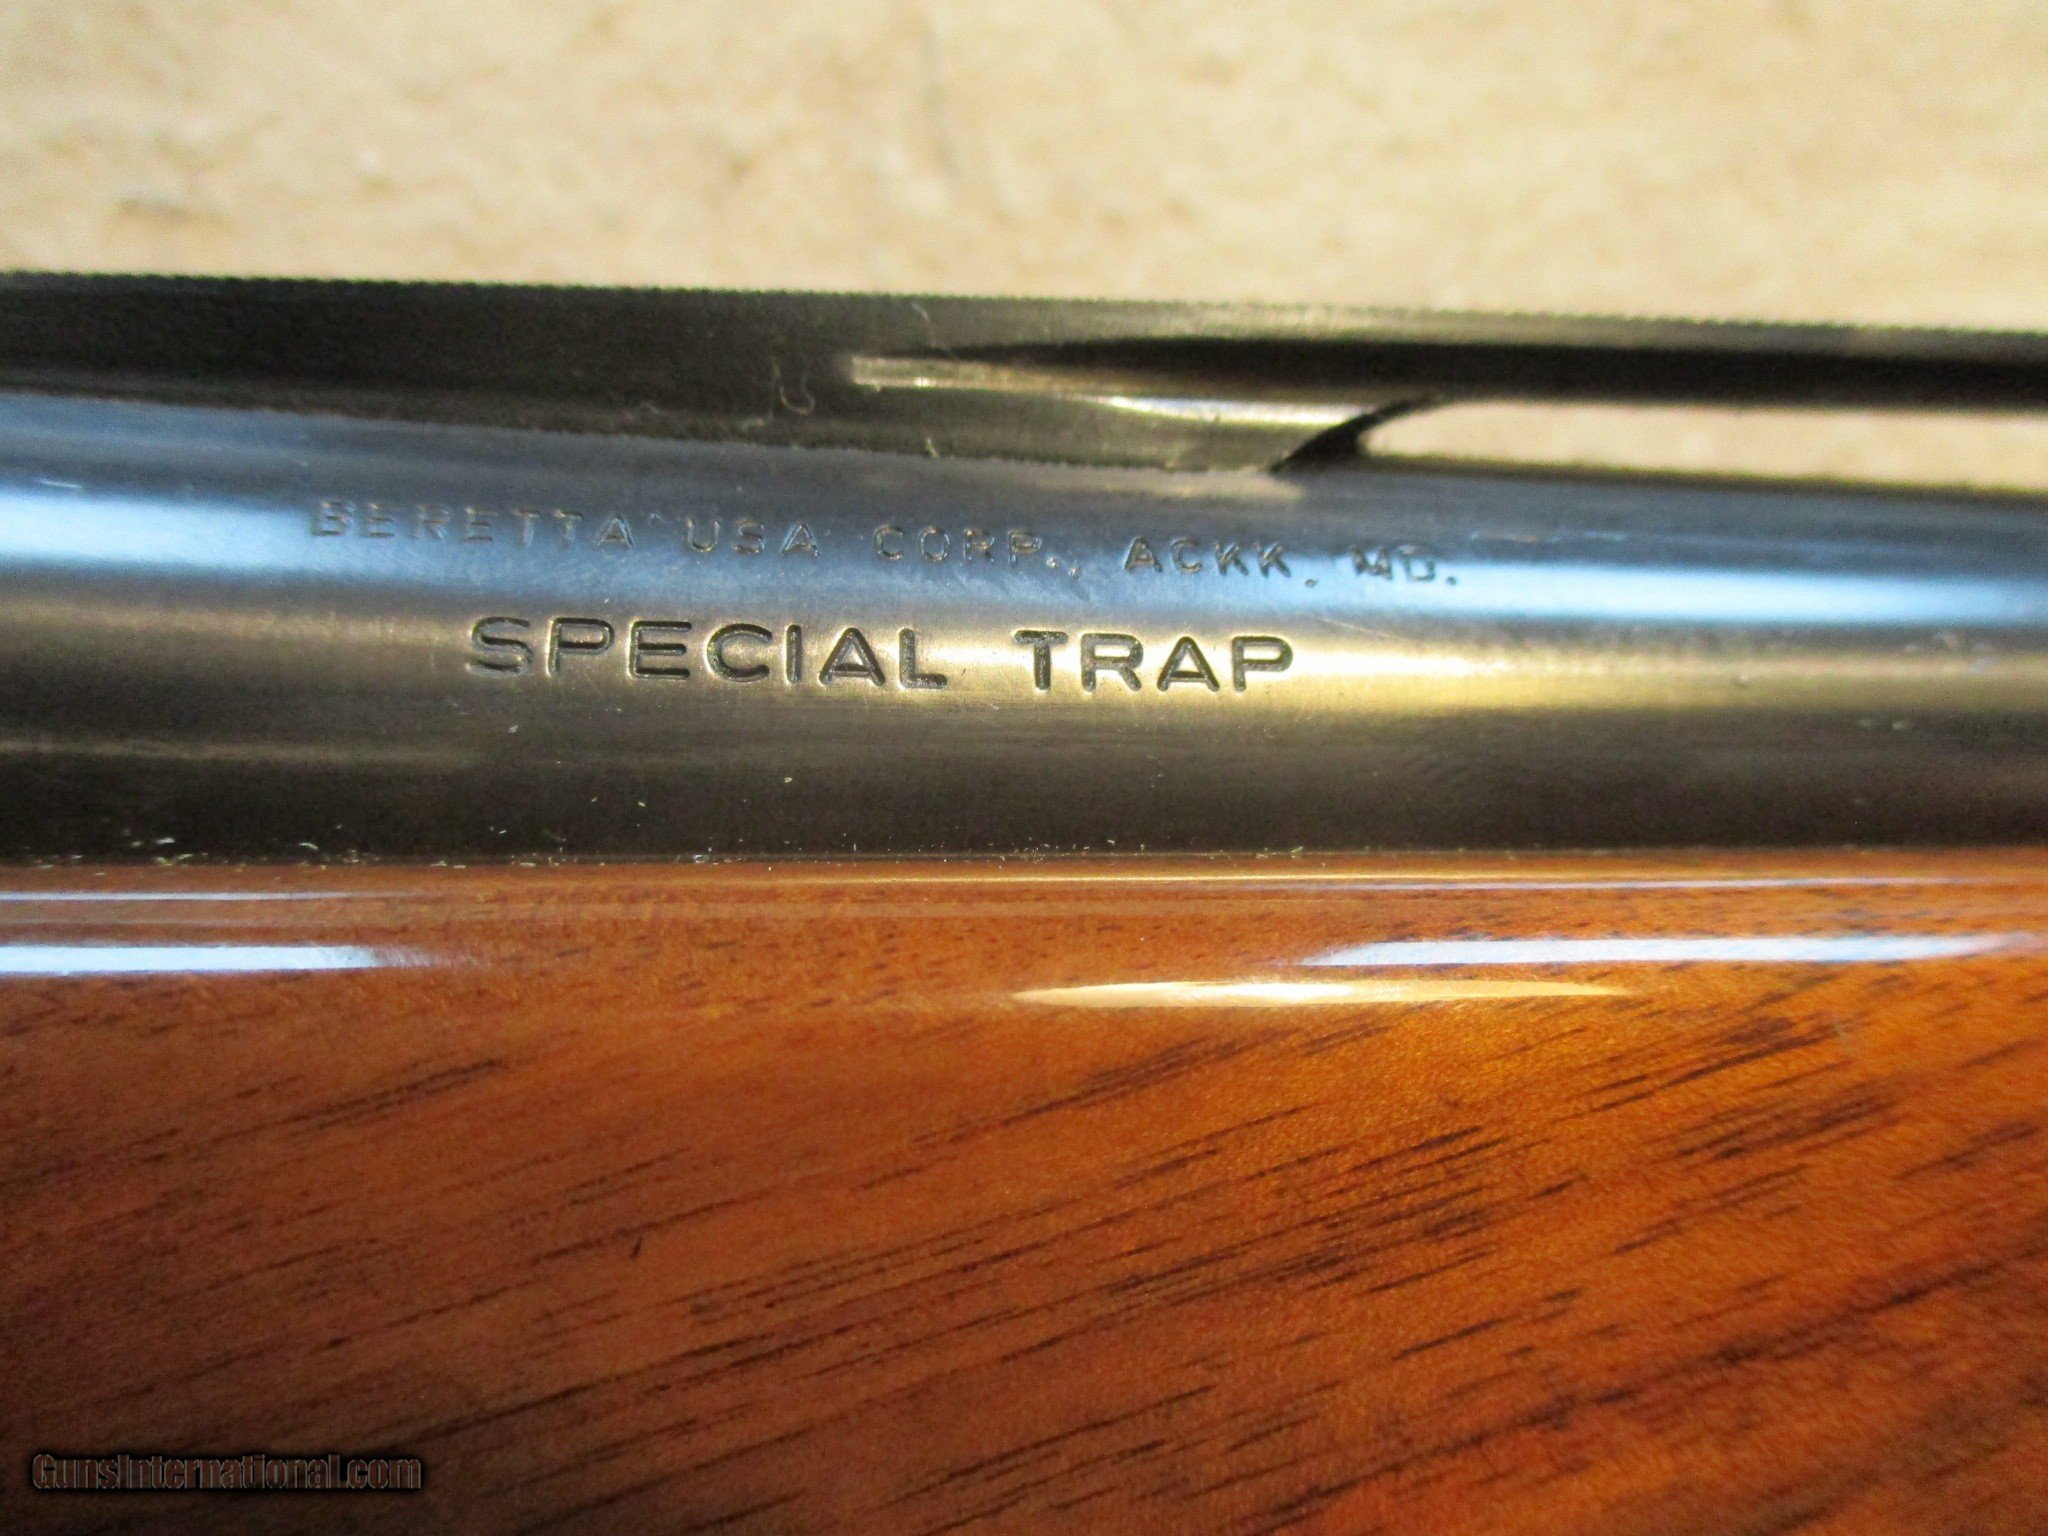 BERETTA USA CORP., ACKK, MD.
SPECIAL TRAP
GunsInternational.com